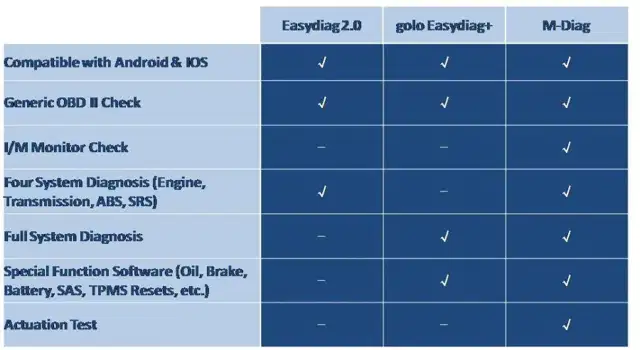 Easydiag 2.0 golo Easydiag+ M-Diag
Compatible with Android & IOS √ √ √
Generic OBD II Check √ √ √
I/M Monitor Check – – √
Four System Diagnosis (Engine,
Transmission, ABS, SRS) √ – √
Full System Diagnosis – √ √
Special Function Software (Oil, Brake,
Battery, SAS, TPMS Resets, etc.) – √ √
Actuation Test – – √